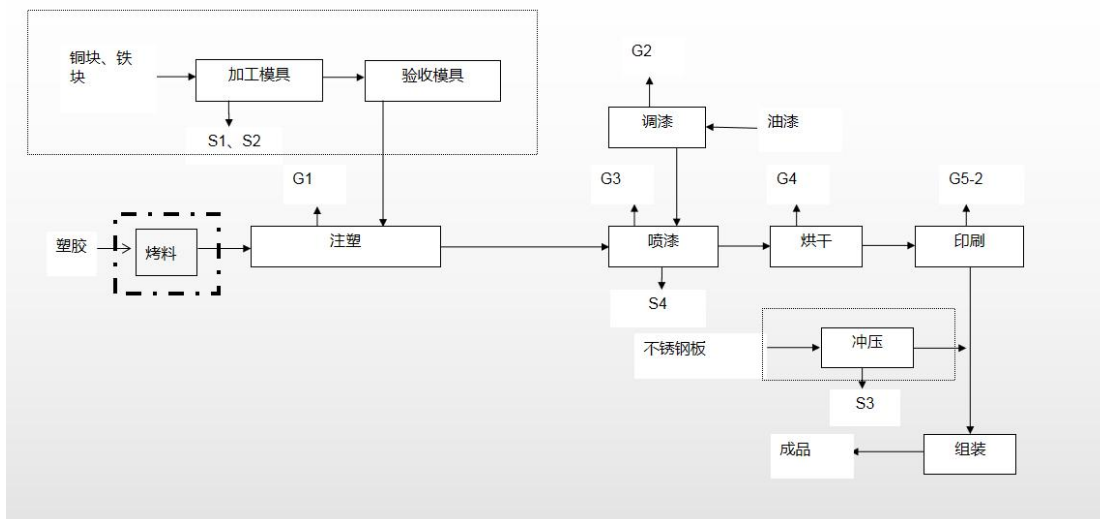 铜块、铁
块
加工模具
验收模具
S1、S2
G2
调漆
油漆
G1
G3
G4
G5-2
塑胶
烤料
注塑
喷漆
烘干
印刷
S4
不锈钢板
冲压
S3
成品
组装